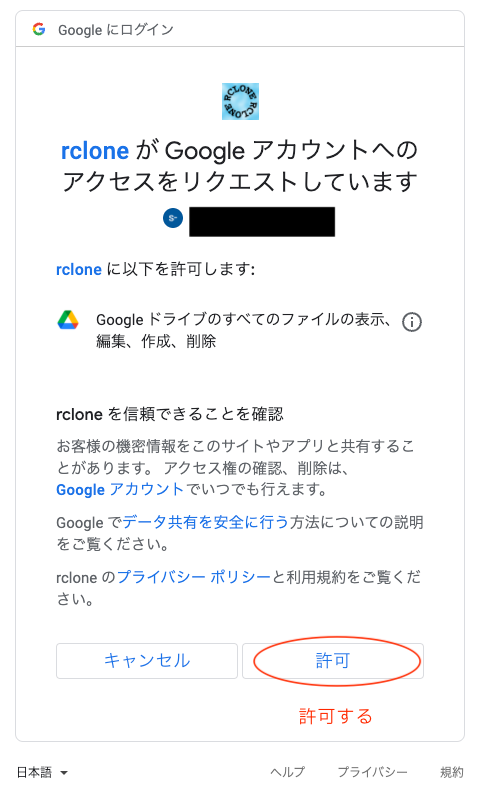 Google にログイン
RCLONE RCLONE
rclone が Google アカウントへの
アクセスをリクエストしています
S-
rclone に以下を許可します:
Google ドライブのすべてのファイルの表示、
編集、作成、削除
rclone を信頼できることを確認
お客様の機密情報をこのサイトやアプリと共有するこ
とがあります。 アクセス権の確認、削除は、
Google アカウントでいつでも行えます。
Google でデータ共有を安全に行う方法についての説明
をご覧ください。
rclone のプライバシー ポリシーと利用規約をご覧くだ
さい。
キャンセル 許可
許可する
日本語 ヘルプ プライバシー 規約